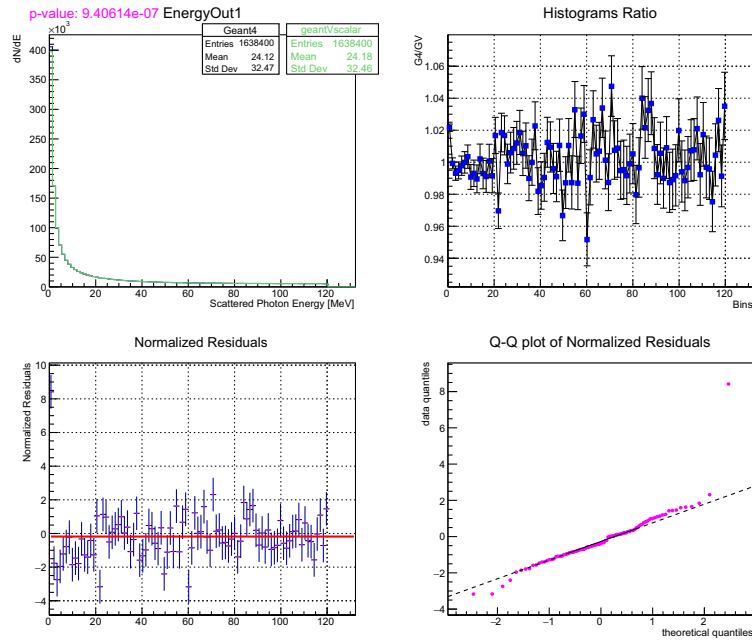 p-value: 9.40614e-07 EnergyOut1
Geant4
Entries 1638400
Mean 24.12
Std Dev 32.47
geantVscalar
Entries 1638400
Mean 24.18
Std Dev 32.46
×10³
dN/dE
400
350
300
250
200
150
100
50
0
0 20 40 60 80 100 120
Scattered Photon Energy [MeV]
Histograms Ratio
G4/GV
1.06
1.04
1.02
1
0.98
0.96
0.94
0 20 40 60 80 100 120
Bins
Normalized Residuals
Normalized Residuals
10
8
6
4
2
0
−2
−4
0 20 40 60 80 100 120
Q-Q plot of Normalized Residuals
data quantiles
8
6
4
2
0
−2
−4
−2 −1 0 1 2
theoretical quantiles